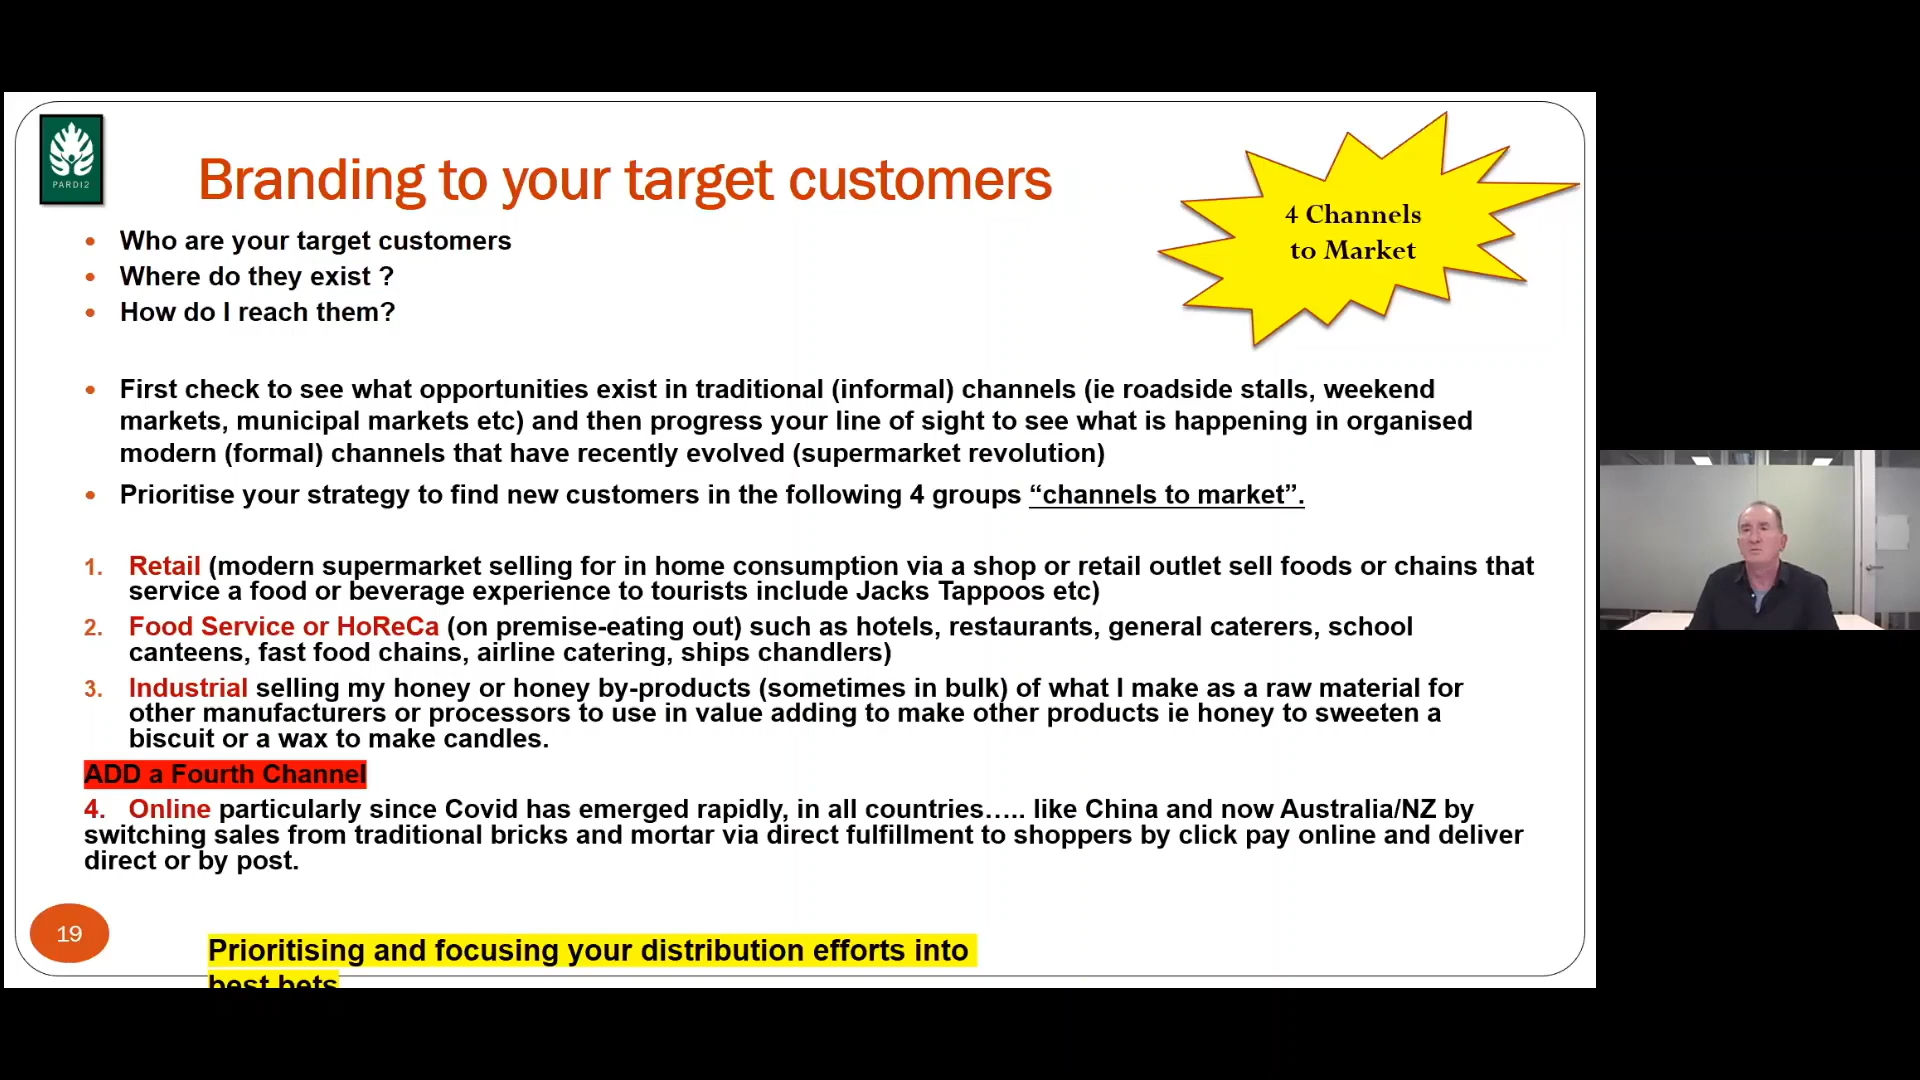 PARDI2
Branding to your target customers
4 Channels
to Market
• Who are your target customers
• Where do they exist ?
• How do I reach them?
• First check to see what opportunities exist in traditional (informal) channels (ie roadside stalls, weekend
markets, municipal markets etc) and then progress your line of sight to see what is happening in organised
modern (formal) channels that have recently evolved (supermarket revolution)
• Prioritise your strategy to find new customers in the following 4 groups “channels to market”.
1. Retail (modern supermarket selling for in home consumption via a shop or retail outlet sell foods or chains that
service a food or beverage experience to tourists include Jacks Tappoos etc)
2. Food Service or HoReCa (on premise-eating out) such as hotels, restaurants, general caterers, school
canteens, fast food chains, airline catering, ships chandlers)
3. Industrial selling my honey or honey by-products (sometimes in bulk) of what I make as a raw material for
other manufacturers or processors to use in value adding to make other products ie honey to sweeten a
biscuit or a wax to make candles.
ADD a Fourth Channel
4. Online particularly since Covid has emerged rapidly, in all countries….. like China and now Australia/NZ by
switching sales from traditional bricks and mortar via direct fulfillment to shoppers by click pay online and deliver
direct or by post.
19
Prioritising and focusing your distribution efforts into
best bets